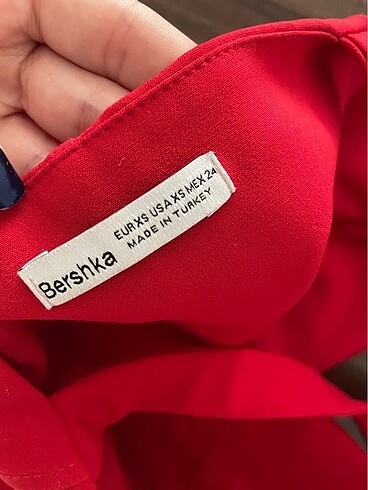 Bershka
EUR XS USA XS MEX 24
MADE IN TURKEY